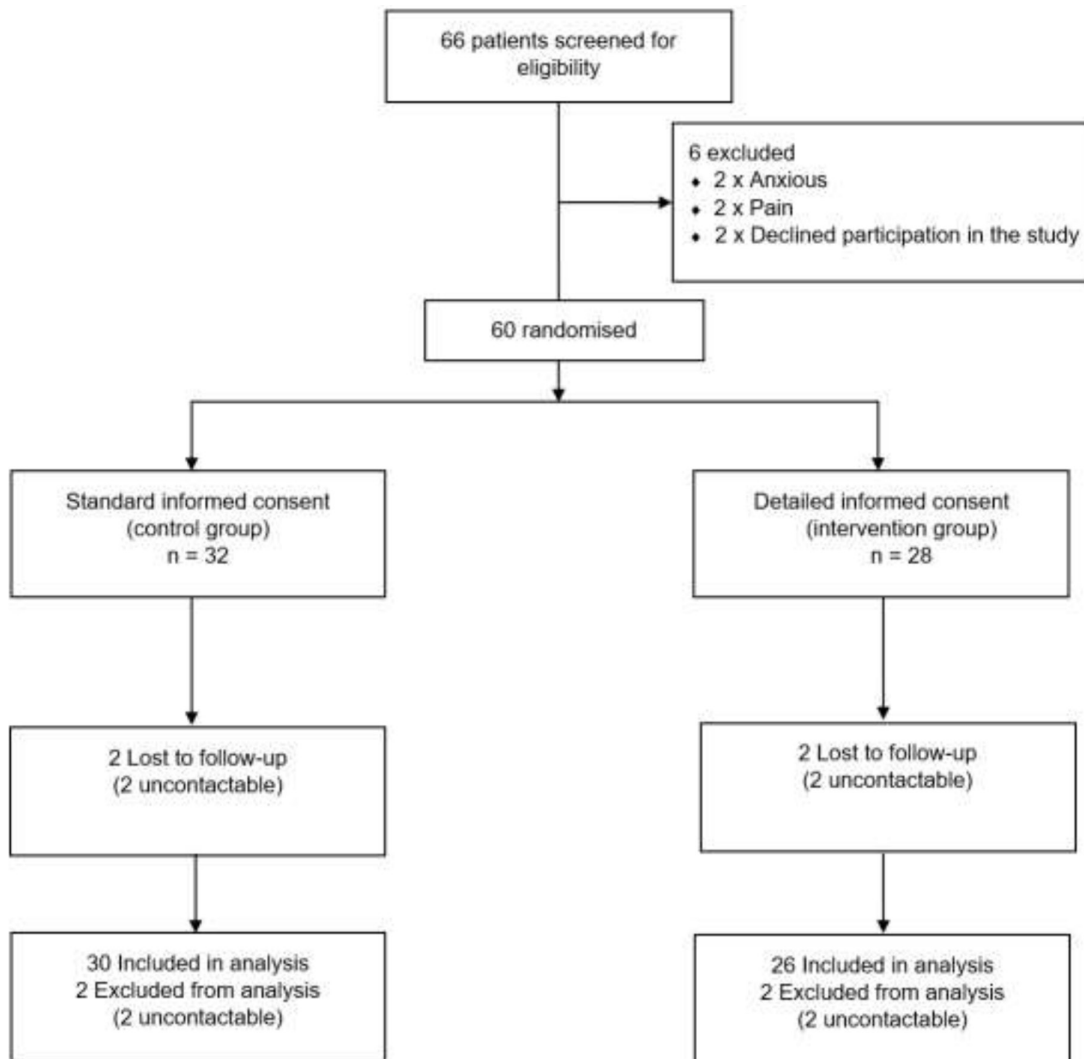 66 patients screened for
eligibility
6 excluded
♦ 2 x Anxious
♦ 2 x Pain
♦ 2 x Declined participation in the study
60 randomised
Standard informed consent
(control group)
n = 32
Detailed informed consent
(intervention group)
n = 28
2 Lost to follow-up
(2 uncontactable)
2 Lost to follow-up
(2 uncontactable)
30 Included in analysis
2 Excluded from analysis
(2 uncontactable)
26 Included in analysis
2 Excluded from analysis
(2 uncontactable)